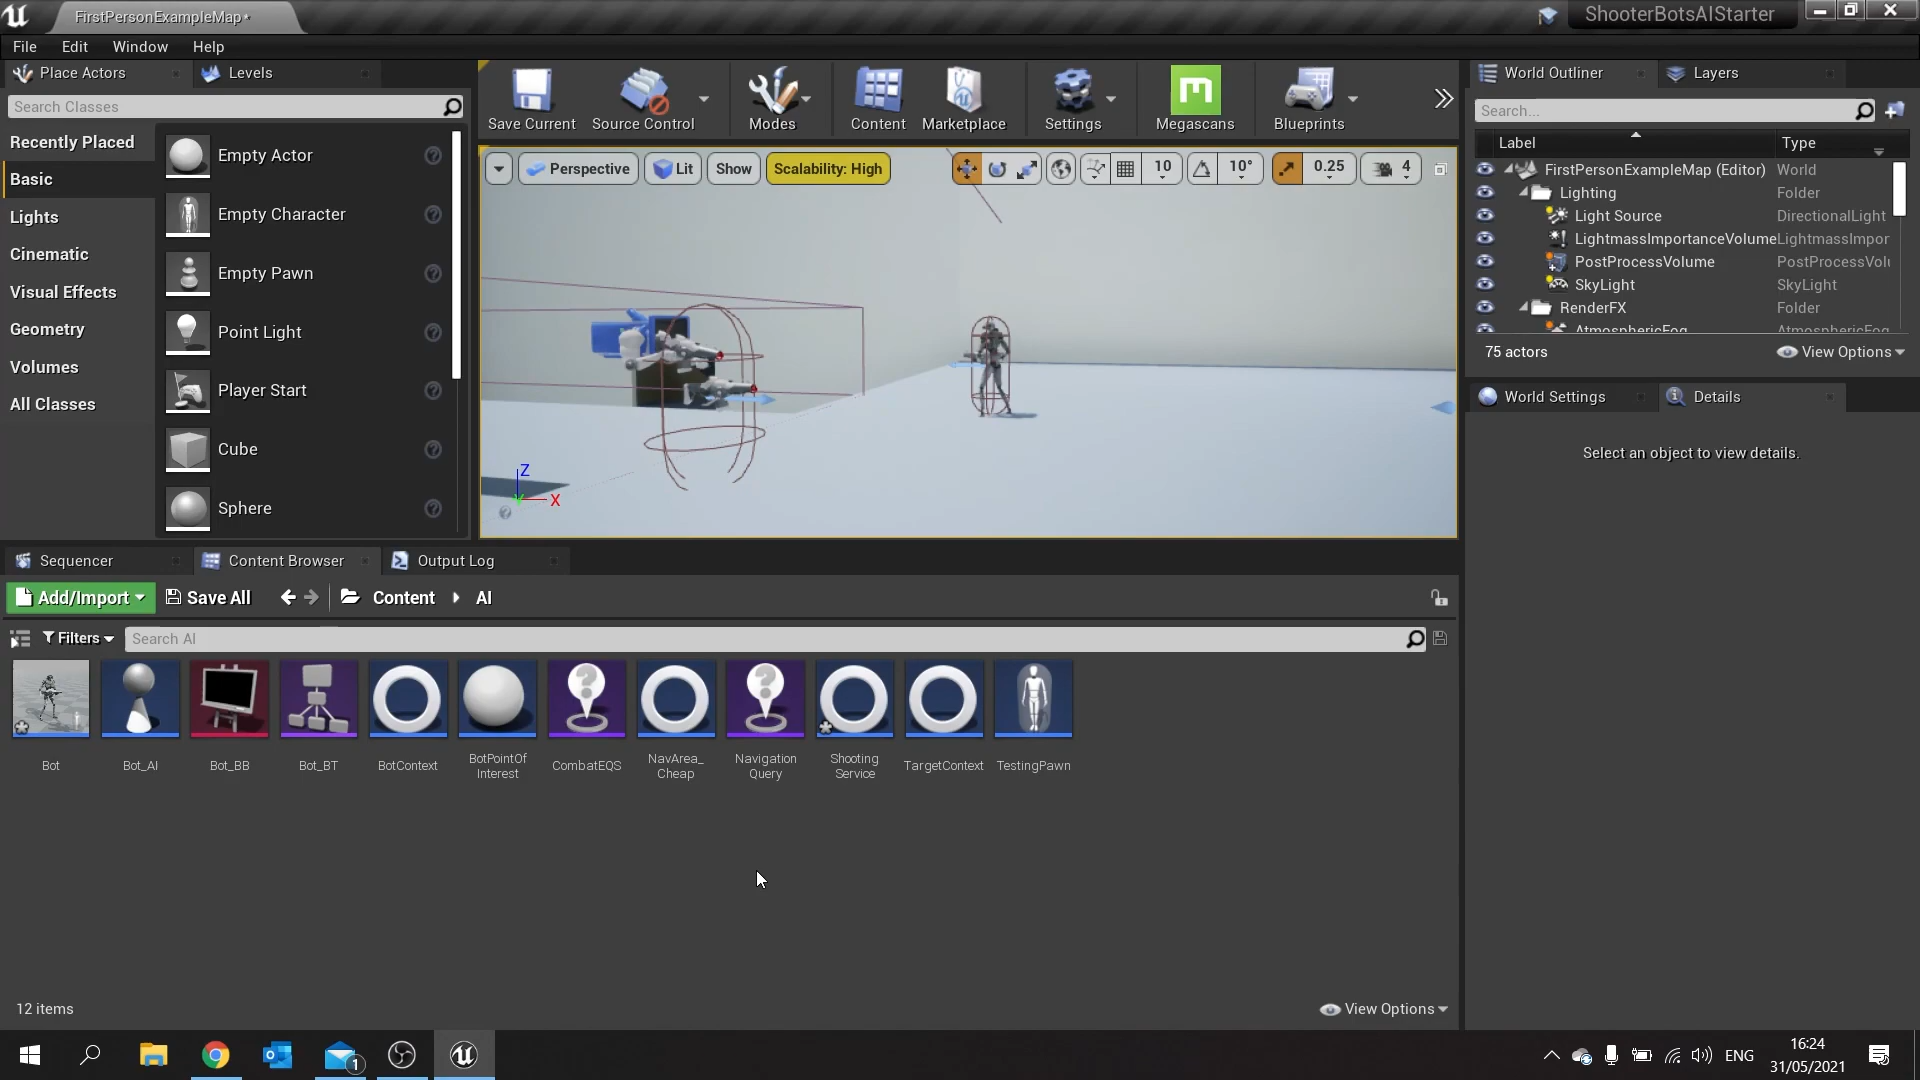 FirstPersonExampleMap*
ShooterBotsAIStarter
File Edit Window Help
Place Actors
Levels
Search Classes
Recently Placed
Basic
Lights
Cinematic
Visual Effects
Geometry
Volumes
All Classes
Empty Actor
Empty Character
Empty Pawn
Point Light
Player Start
Cube
Sphere
Save Current
Source Control
Modes
Content
Marketplace
Settings
Megascans
Blueprints
Perspective
Lit
Show
Scalability: High
10
10°
0.25
4
Z
X
World Outliner
Layers
Search...
Label Type
FirstPersonExampleMap (Editor) World
Lighting Folder
Light Source DirectionalLight
LightmassImportanceVolume LightmassImpor
PostProcessVolume PostProcessVolu
SkyLight SkyLight
RenderFX Folder
AtmosphericFog AtmosphericFog
75 actors
View Options
World Settings
Details
Select an object to view details.
Sequencer
Content Browser
Output Log
Add/Import
Save All
Content
AI
Filters
Search AI
Bot
Bot_AI
Bot_BB
Bot_BT
BotContext
BotPointOf
Interest
CombatEQS
NavArea_
Cheap
Navigation
Query
Shooting
Service
TargetContext
TestingPawn
12 items
View Options
1
ENG
16:24
31/05/2021